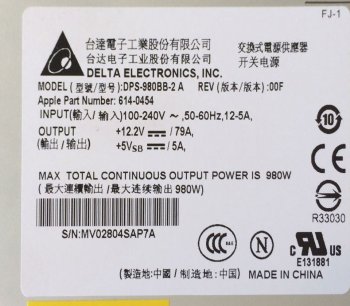 FJ-1
台達電子工業股份有限公司
台达电子工业股份有限公司
DELTA ELECTRONICS, INC.
交換式電源供應器
开关电源
MODEL (型號/型号):DPS-980BB-2 A REV (版本/版本):00F
Apple Part Number: 614-0454
INPUT(輸入/输入)100-240V ~ ,50-60Hz, 12-5A
OUTPUT +12.2V ⎓ / 79A,
(輸出/输出) +5VSB ⎓ / 5A
MAX TOTAL CONTINUOUS OUTPUT POWER IS 980W
(最大連續輸出/最大连续输出 980W)
10
R33030
S/N:MV02804SAP7A
CCC
S&E
c UL US
E131881
(製造地:中國/制造地:中国)
MADE IN CHINA